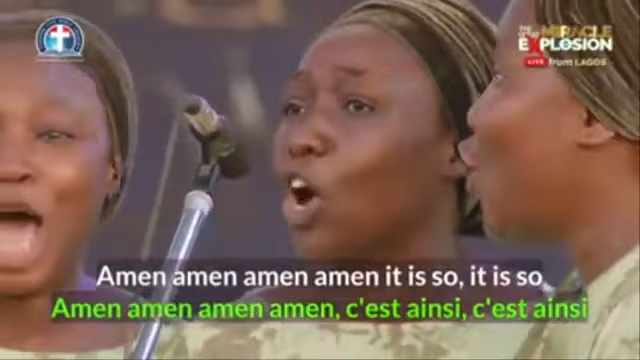 MIRACLE
EXPLOSION
LIVE from LAGOS
Amen amen amen amen it is so, it is so
Amen amen amen amen, c'est ainsi, c'est ainsi